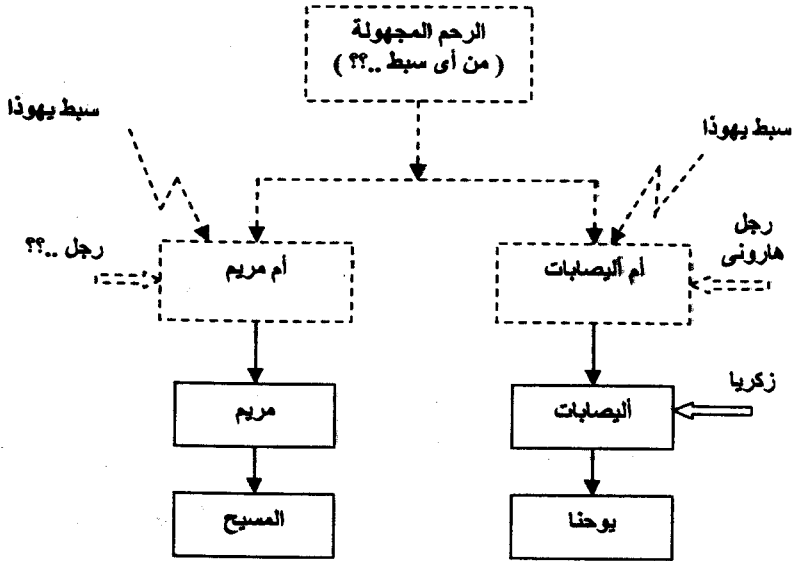 الرحم المجهولة
( من أى سبط ..؟؟ )
سبط يهوذا
سبط يهوذا
رجل
هارونى
أم أليصابات
أم مريم
رجل ..؟؟
زكريا
أليصابات
مريم
يوحنا
المسيح